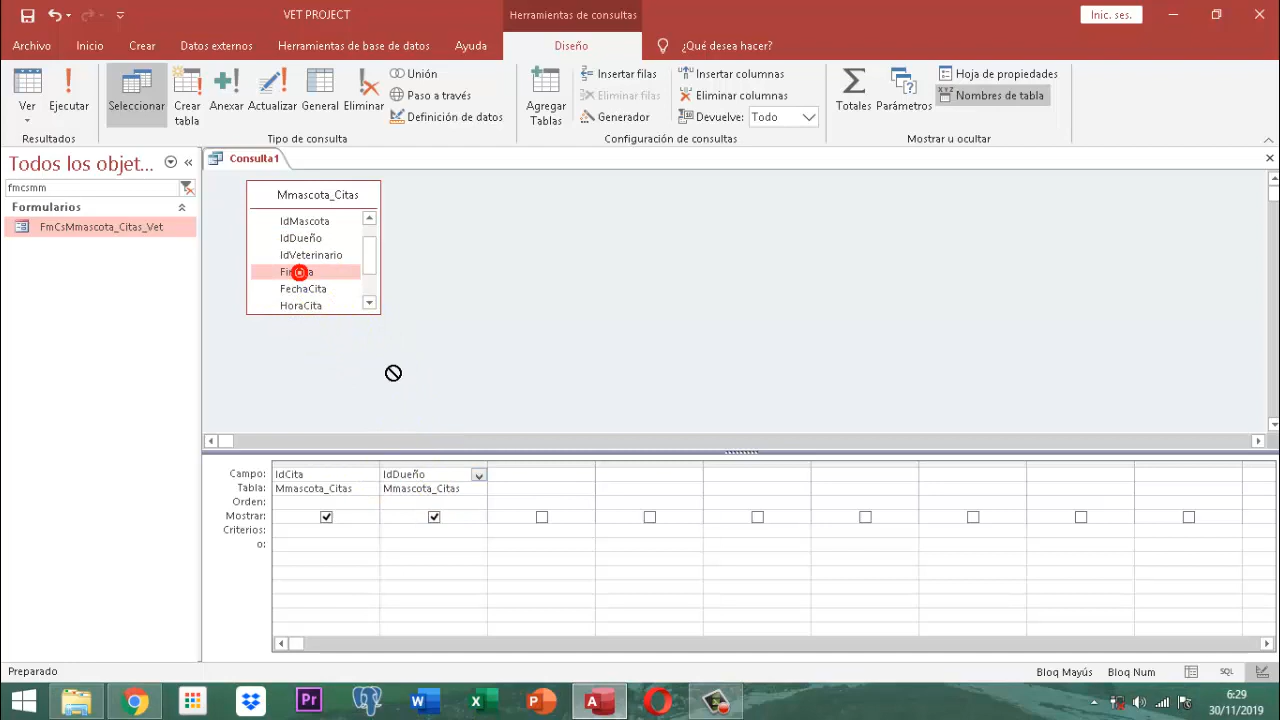 VET PROJECT
Herramientas de consultas
Inic. ses.
Archivo
Inicio
Crear
Datos externos
Herramientas de base de datos
Ayuda
Diseño
¿Qué desea hacer?
Ver
Ejecutar
Seleccionar
Crear tabla
Anexar
Actualizar
General
Eliminar
Unión
Paso a través
Definición de datos
Agregar Tablas
Insertar filas
Eliminar filas
Generador
Insertar columnas
Eliminar columnas
Devuelve: Todo
Totales
Parámetros
Hoja de propiedades
Nombres de tabla
Resultados
Tipo de consulta
Configuración de consultas
Mostrar u ocultar
Todos los objet...
fmcsmm
Formularios
FmCsMmascota_Citas_Vet
Consulta1
Mmascota_Citas
IdMascota
IdDueño
IdVeterinario
FechaCita
HoraCita
Campo: IdCita IdDueño
Tabla: Mmascota_Citas Mmascota_Citas
Orden:
Mostrar:
Criterios:
o:
Preparado
Bloq Mayús
Bloq Num
SQL
Pr
W
X
P
A
6:29
30/11/2019